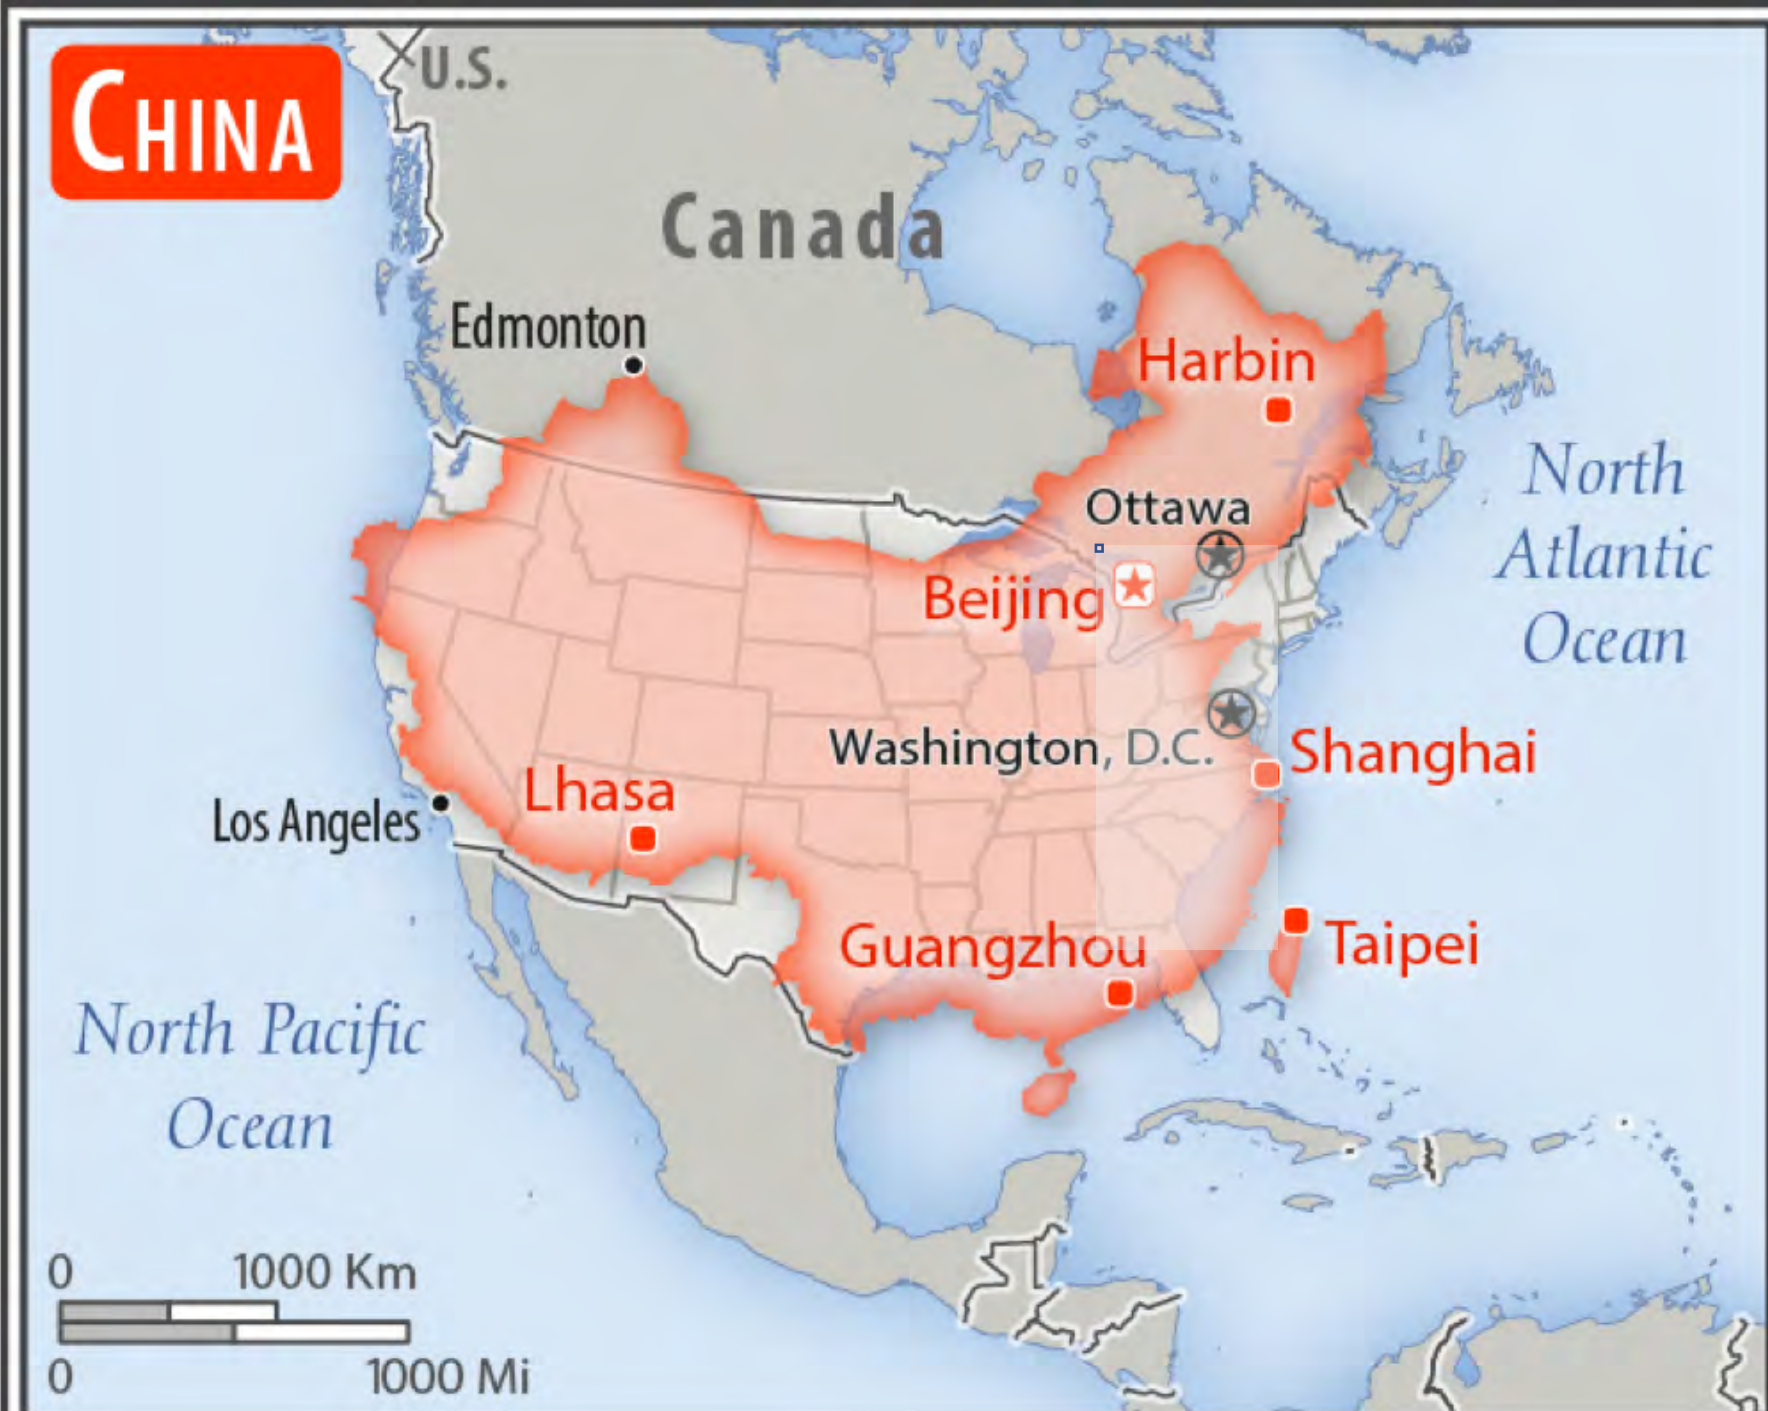 CHINA
U.S.
Canada
Edmonton
Harbin
North
Atlantic
Ocean
Ottawa
Beijing
Washington, D.C.
Shanghai
Lhasa
Los Angeles
Guangzhou
Taipei
North Pacific
Ocean
0 1000 Km
0 1000 Mi